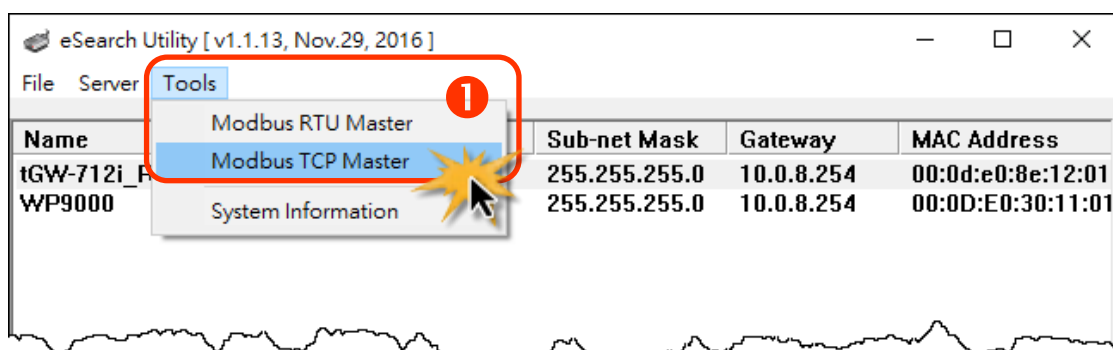 eSearch Utility [ v1.1.13, Nov.29, 2016 ]
File Server Tools
1
Modbus RTU Master
Modbus TCP Master
System Information
Name Sub-net Mask Gateway MAC Address
tGW-712i_ 255.255.255.0 10.0.8.254 00:0d:e0:8e:12:01
WP9000 255.255.255.0 10.0.8.254 00:0D:E0:30:11:01